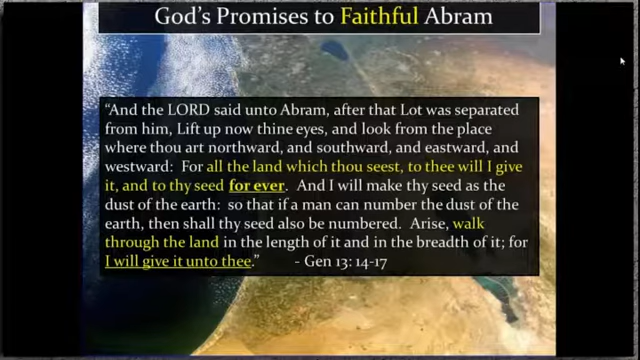 God's Promises to Faithful Abram
"And the LORD said unto Abram, after that Lot was separated
from him, Lift up now thine eyes, and look from the place
where thou art northward, and southward, and eastward, and
westward:  For all the land which thou seest, to thee will I give
it, and to thy seed for ever.  And I will make thy seed as the
dust of the earth:  so that if a man can number the dust of the
earth, then shall thy seed also be numbered.  Arise, walk
through the land in the length of it and in the breadth of it; for
I will give it unto thee." - Gen 13: 14-17